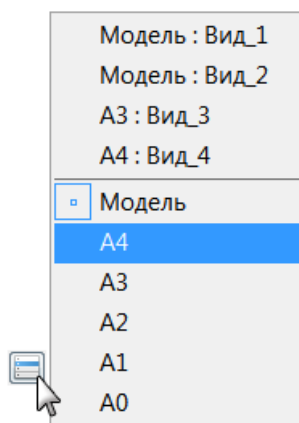 Модель : Вид_1
Модель : Вид_2
А3 : Вид_3
А4 : Вид_4
Модель
А4
А3
А2
А1
А0